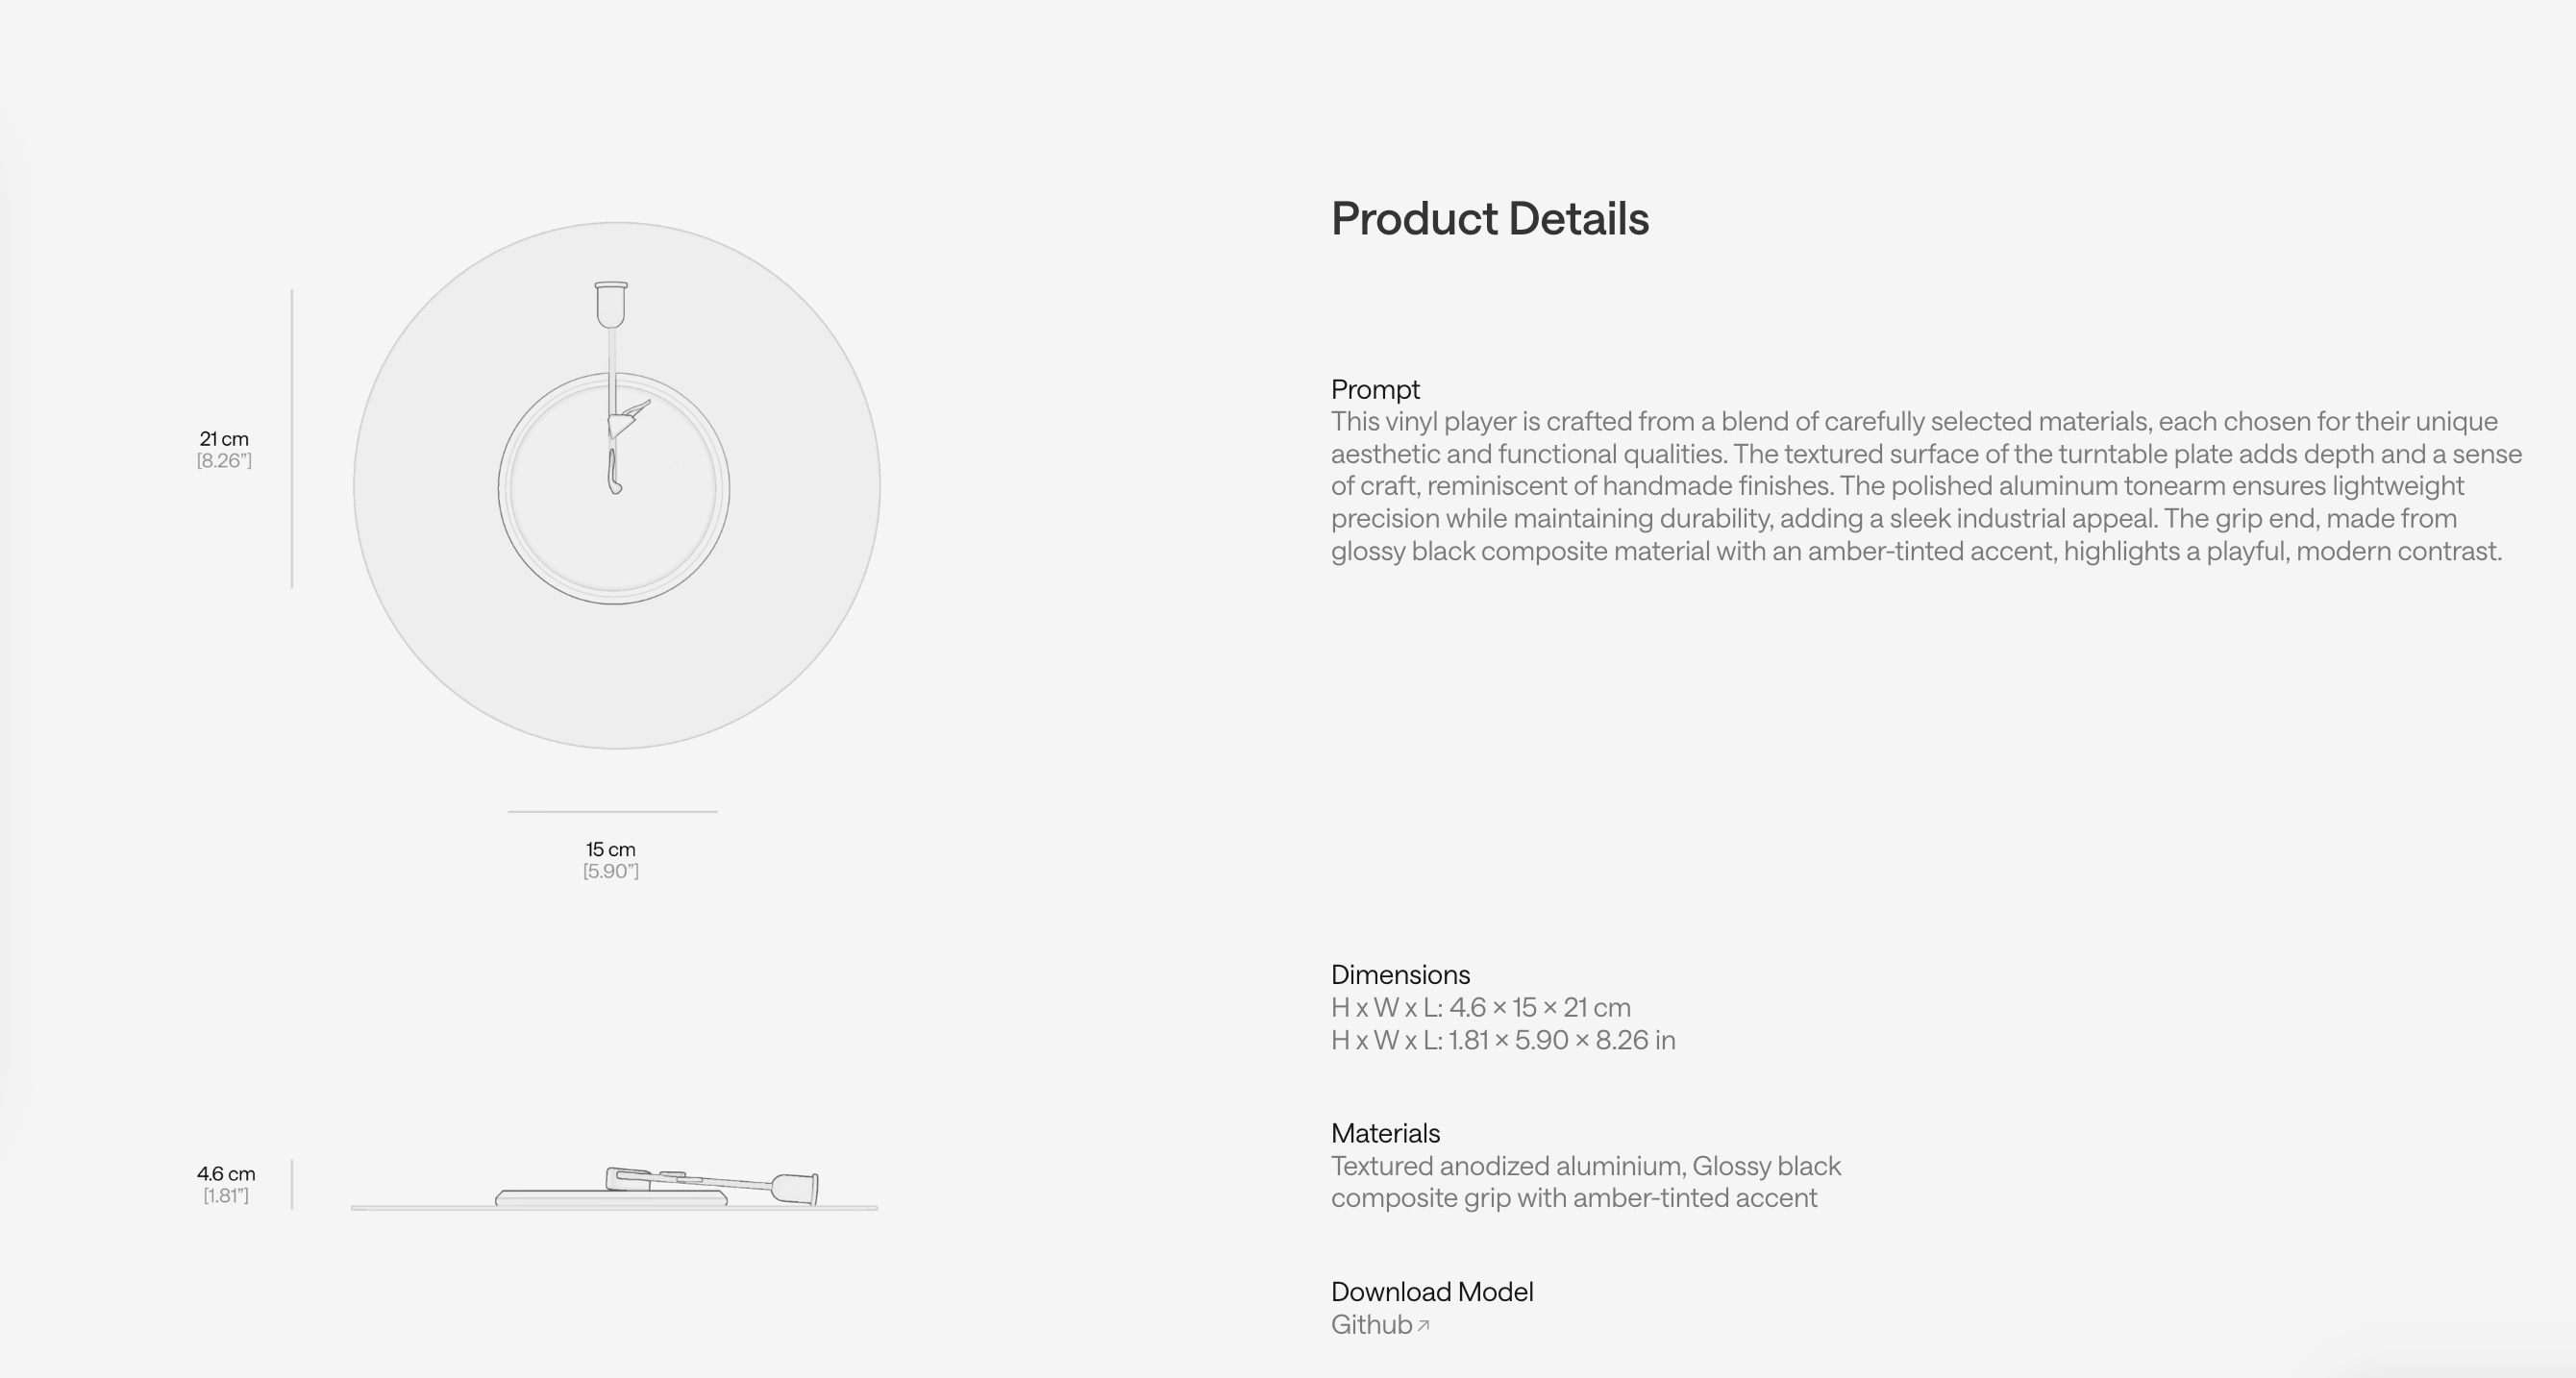 Product Details
21 cm
[8.26”]
15 cm
[5.90”]
4.6 cm
[1.81”]
Prompt
This vinyl player is crafted from a blend of carefully selected materials, each chosen for their unique
aesthetic and functional qualities. The textured surface of the turntable plate adds depth and a sense
of craft, reminiscent of handmade finishes. The polished aluminum tonearm ensures lightweight
precision while maintaining durability, adding a sleek industrial appeal. The grip end, made from
glossy black composite material with an amber-tinted accent, highlights a playful, modern contrast.
Dimensions
H x W x L: 4.6 × 15 × 21 cm
H x W x L: 1.81 × 5.90 × 8.26 in
Materials
Textured anodized aluminium, Glossy black
composite grip with amber-tinted accent
Download Model
Github↗